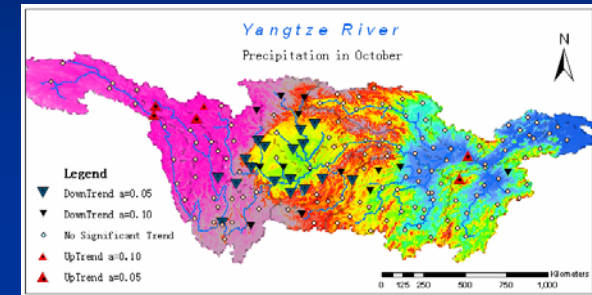 Yangtze River
Precipitation in October
N
Legend
DownTrend a=0.05
DownTrend a=0.10
No Significant Trend
UpTrend a=0.10
UpTrend a=0.05
Kilometers
0 125 250 500 750 1,000